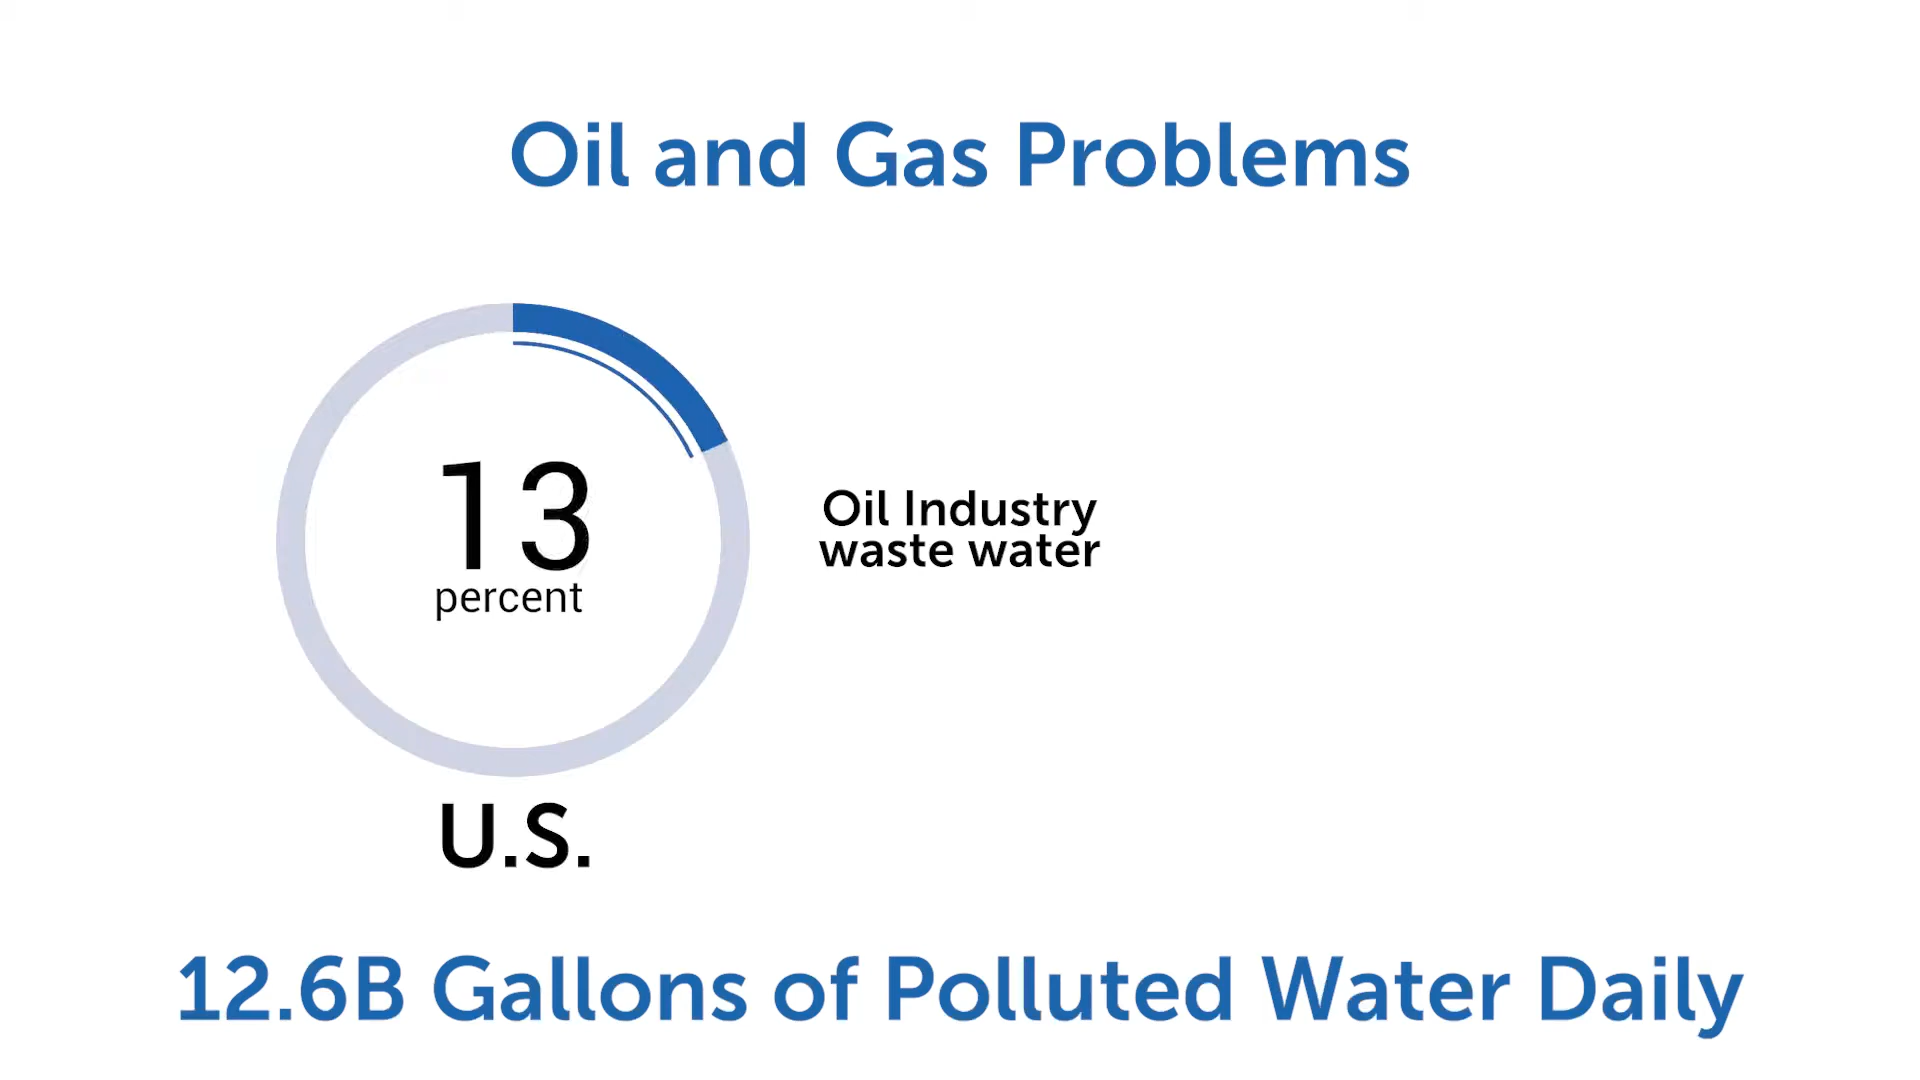 Oil and Gas Problems
13
percent
Oil Industry
waste water
U.S.
12.6B Gallons of Polluted Water Daily